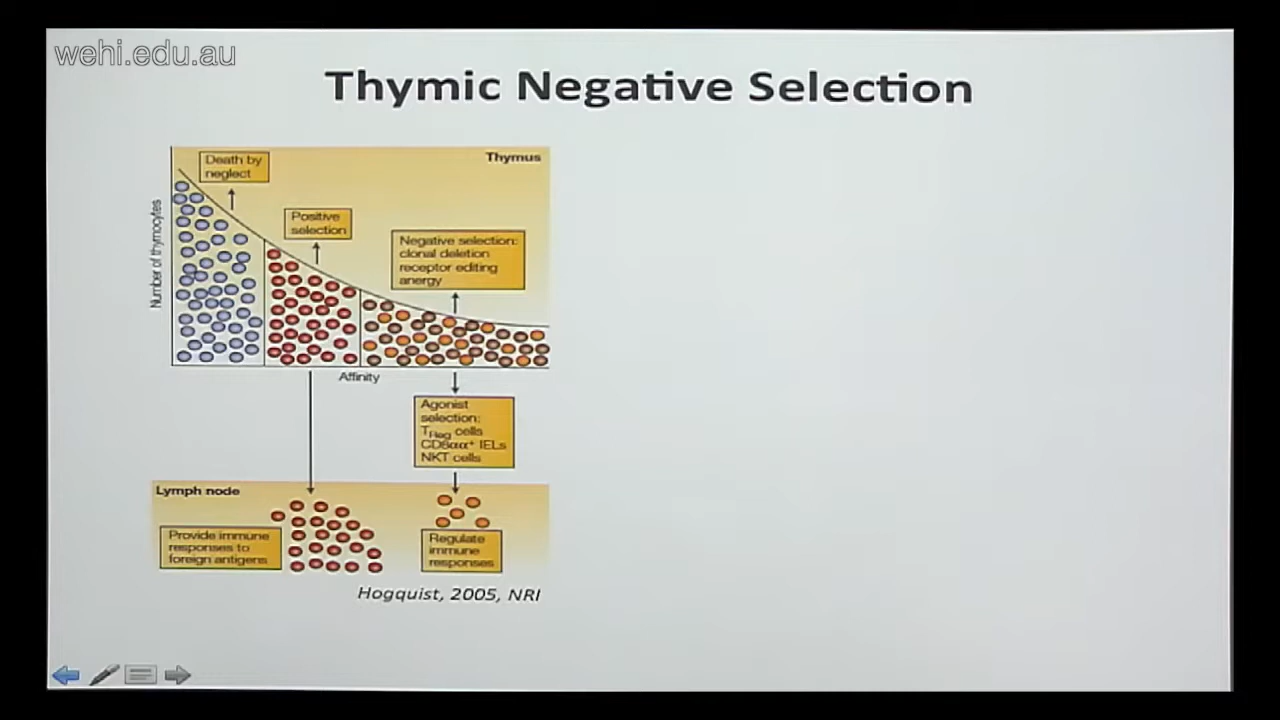 wehi.edu.au
Thymic Negative Selection
Death by
neglect
Thymus
Positive
selection
Negative selection:
clonal deletion
receptor editing
anergy
Number of thymocytes
Affinity
Agonist
selection:
TReg cells
CD8αα+ IELs
NKT cells
Lymph node
Provide immune
responses to
foreign antigens
Regulate
immune
responses
Hogquist, 2005, NRI